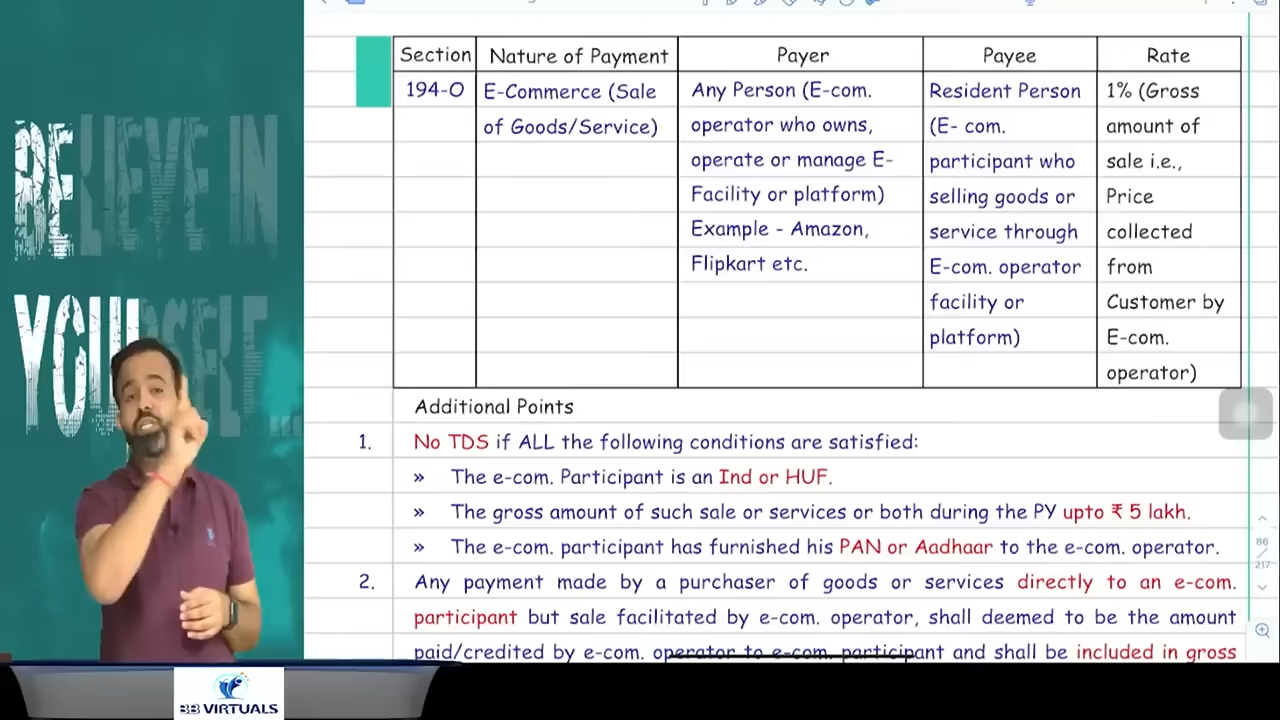 BELIEVE IN
YOURSELF...
Section Nature of Payment Payer Payee Rate
194-O E-Commerce (Sale Any Person (E-com. Resident Person 1% (Gross
of Goods/Service) operator who owns, (E- com. amount of
operate or manage E- participant who sale i.e.,
Facility or platform) selling goods or Price
Example - Amazon, service through collected
Flipkart etc. E-com. operator from
facility or Customer by
platform) E-com.
operator)
Additional Points
1. No TDS if ALL the following conditions are satisfied:
» The e-com. Participant is an Ind or HUF.
» The gross amount of such sale or services or both during the PY upto ₹ 5 lakh.
» The e-com. participant has furnished his PAN or Aadhaar to the e-com. operator.
2. Any payment made by a purchaser of goods or services directly to an e-com.
participant but sale facilitated by e-com. operator, shall deemed to be the amount
paid/credited by e-com. operator to e-com. participant and shall be included in gross
86
217
BB VIRTUALS